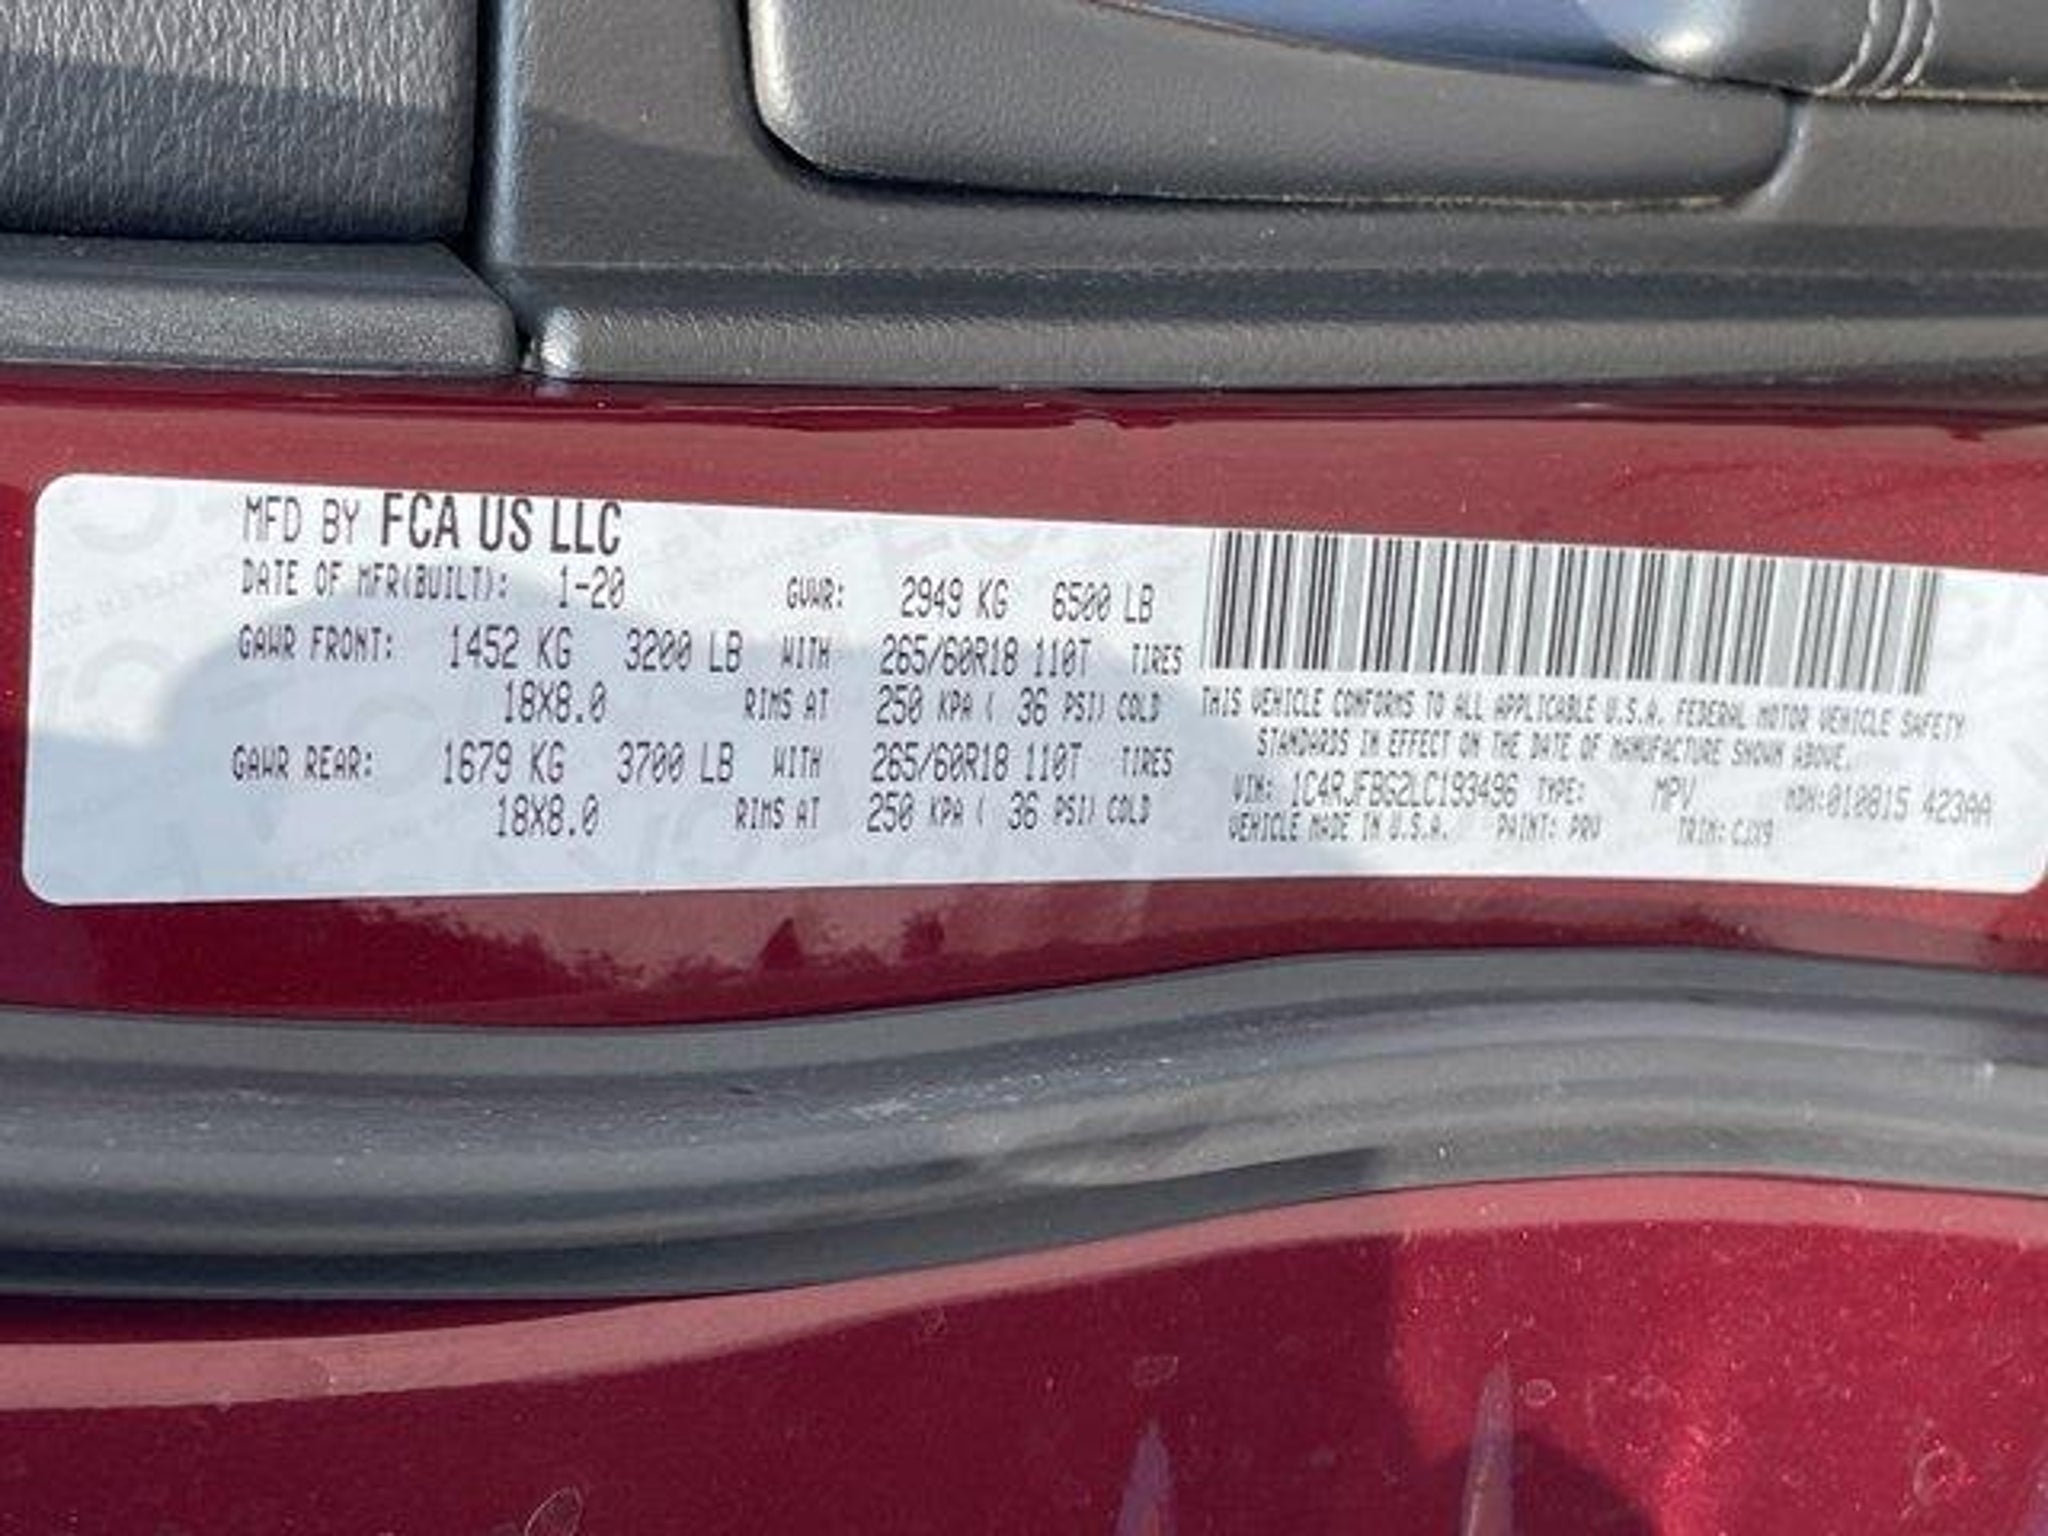 MFD BY FCA US LLC
DATE OF MFR(BUILT): 1-20 GVWR: 2949 KG 6500 LB
GAWR FRONT: 1452 KG 3200 LB WITH 265/60R18 110T TIRES
18X8.0 RIMS AT 250 KPA ( 36 PSI) COLD
GAWR REAR: 1679 KG 3700 LB WITH 265/60R18 110T TIRES
18X8.0 RIMS AT 250 KPA ( 36 PSI) COLD
THIS VEHICLE CONFORMS TO ALL APPLICABLE U.S.A. FEDERAL MOTOR VEHICLE SAFETY
STANDARDS IN EFFECT ON THE DATE OF MANUFACTURE SHOWN ABOVE.
VIN: 1C4RJFBG2LC193496 TYPE: MPV MDH:010815 423AA
VEHICLE MADE IN U.S.A. PAINT: PRV TRIM: CJX9